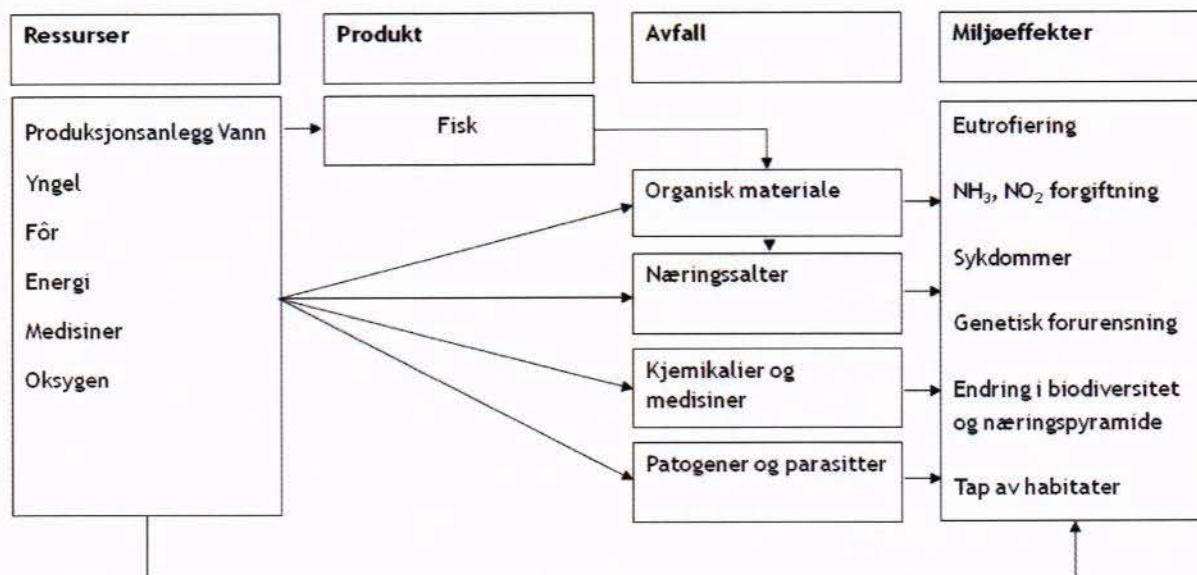 Ressurser
Produkt
Avfall
Miljøeffekter
Produksjonsanlegg Vann
Yngel
Fôr
Energi
Medisiner
Oksygen
Fisk
Organisk materiale
Næringssalter
Kjemikalier og
medisiner
Patogener og parasitter
Eutrofiering
NH₃, NO₂ forgiftning
Sykdommer
Genetisk forurensning
Endring i biodiversitet
og næringspyramide
Tap av habitater